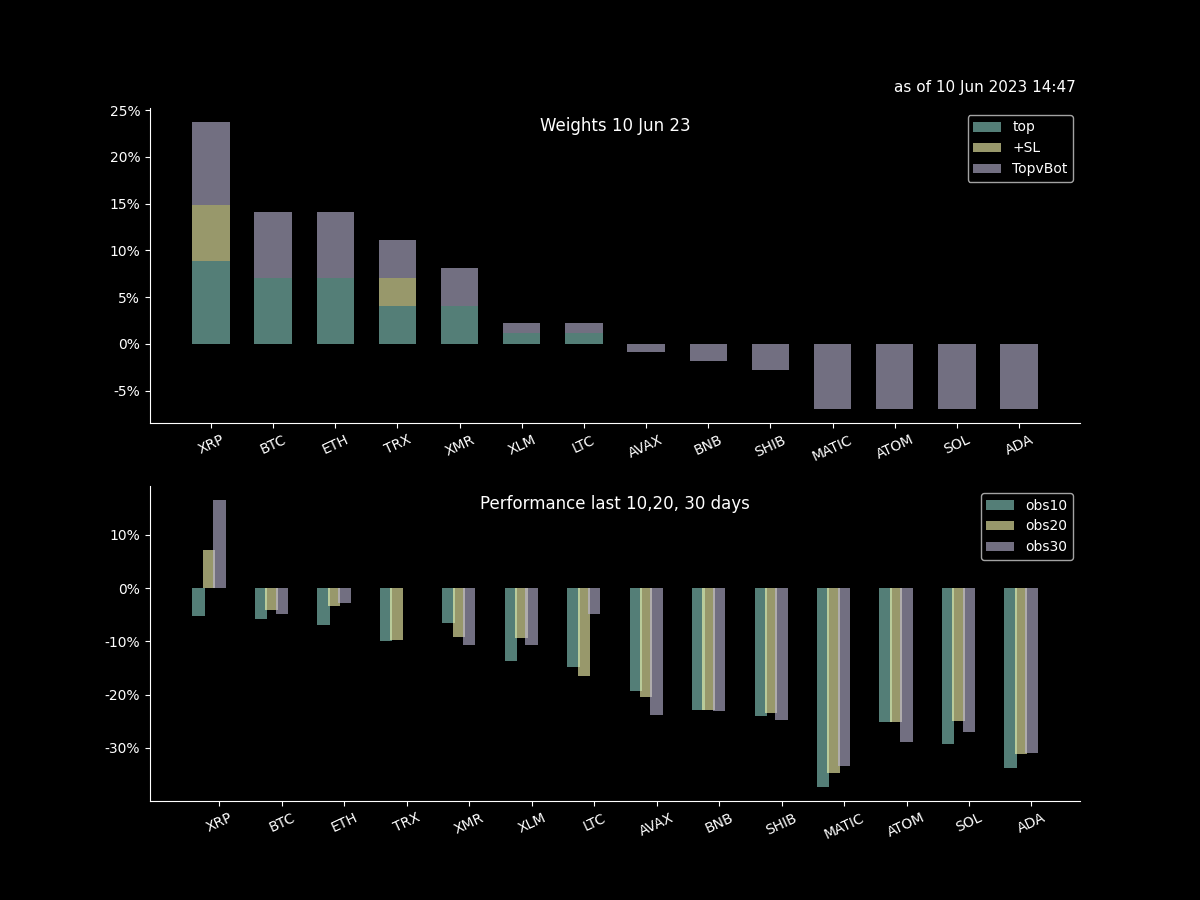 as of 10 Jun 2023 14:47
Weights 10 Jun 23
top
+SL
TopvBot
25%
20%
15%
10%
5%
0%
-5%
XRP BTC ETH TRX XMR XLM LTC AVAX BNB SHIB MATIC ATOM SOL ADA
Performance last 10,20, 30 days
obs10
obs20
obs30
10%
0%
-10%
-20%
-30%
XRP BTC ETH TRX XMR XLM LTC AVAX BNB SHIB MATIC ATOM SOL ADA